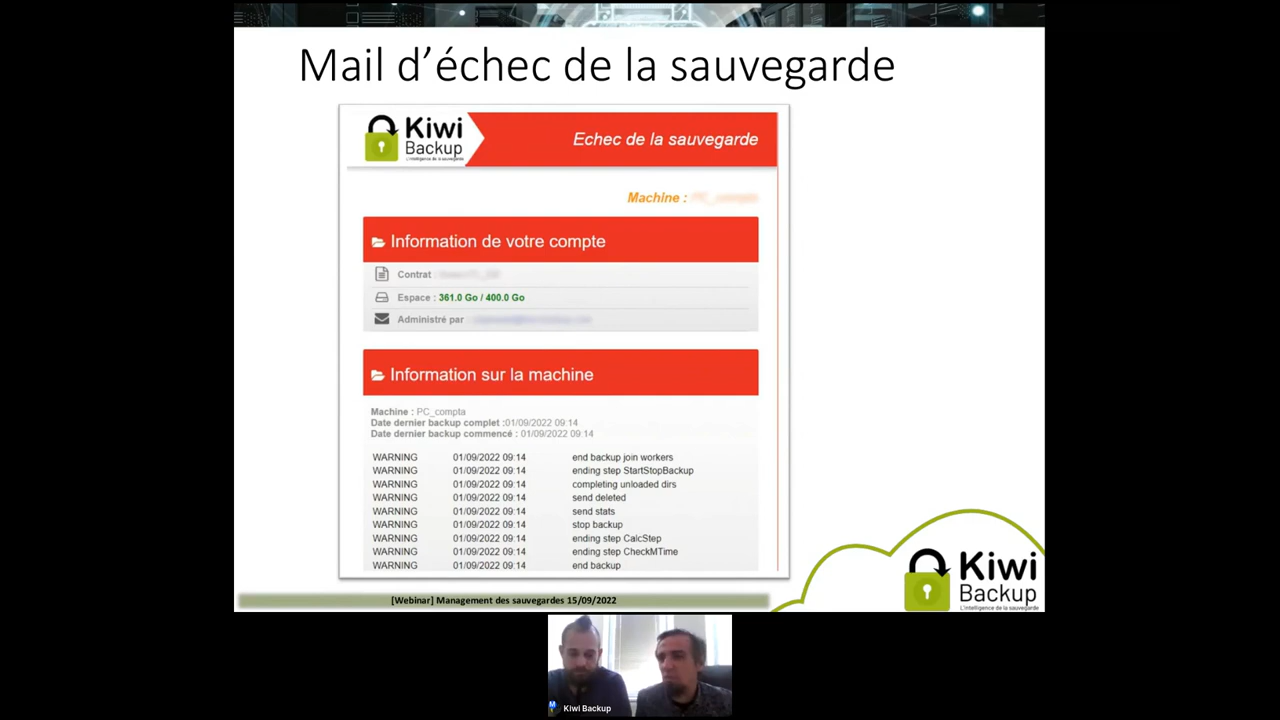 Mail d’échec de la sauvegarde
Kiwi
Backup
L'intelligence de la sauvegarde
Echec de la sauvegarde
Machine :
Information de votre compte
Contrat :
Espace : 361.0 Go / 400.0 Go
Administré par
Information sur la machine
Machine : PC_compta
Date dernier backup complet :01/09/2022 09:14
Date dernier backup commencé : 01/09/2022 09:14
WARNING 01/09/2022 09:14 end backup join workers
WARNING 01/09/2022 09:14 ending step StartStopBackup
WARNING 01/09/2022 09:14 completing unloaded dirs
WARNING 01/09/2022 09:14 send deleted
WARNING 01/09/2022 09:14 send stats
WARNING 01/09/2022 09:14 stop backup
WARNING 01/09/2022 09:14 ending step CalcStep
WARNING 01/09/2022 09:14 ending step CheckMTime
WARNING 01/09/2022 09:14 end backup
Kiwi
Backup
L'intelligence de la sauvegarde
[Webinar] Management des sauvegardes 15/09/2022
Kiwi Backup